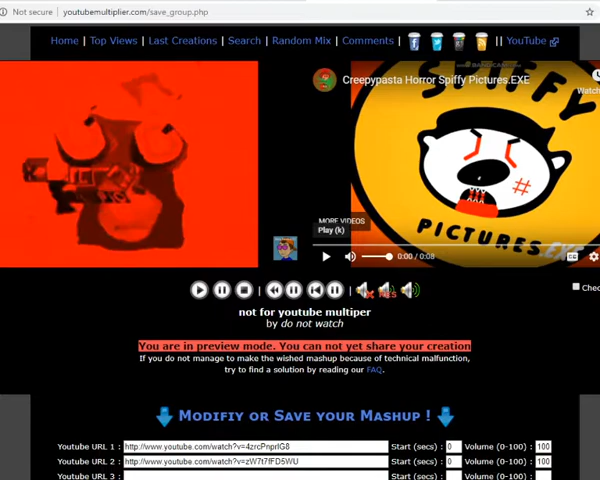 Not secure | youtubemultiplier.com/save_group.php
Home | Top Views | Last Creations | Search | Random Mix | Comments | || YouTube
Creepypasta Horror Spiffy Pictures.EXE
Watch
SPIFFY
PICTURES.EXE
MORE VIDEOS
Play (k)
0:00 / 0:08
Chec
not for youtube multiper
by do not watch
You are in preview mode. You can not yet share your creation
If you do not manage to make the wished mashup because of technical malfunction,
try to find a solution by reading our FAQ.
Modifiy or Save your Mashup !
Youtube URL 1 : http://www.youtube.com/watch?v=4zrcPnprIG8 Start (secs) : 0 Volume (0-100) : 100
Youtube URL 2 : http://www.youtube.com/watch?v=zW7t7fFD5WU Start (secs) : 0 Volume (0-100) : 100
Youtube URL 3 : Start (secs) : 0 Volume (0-100) : 100